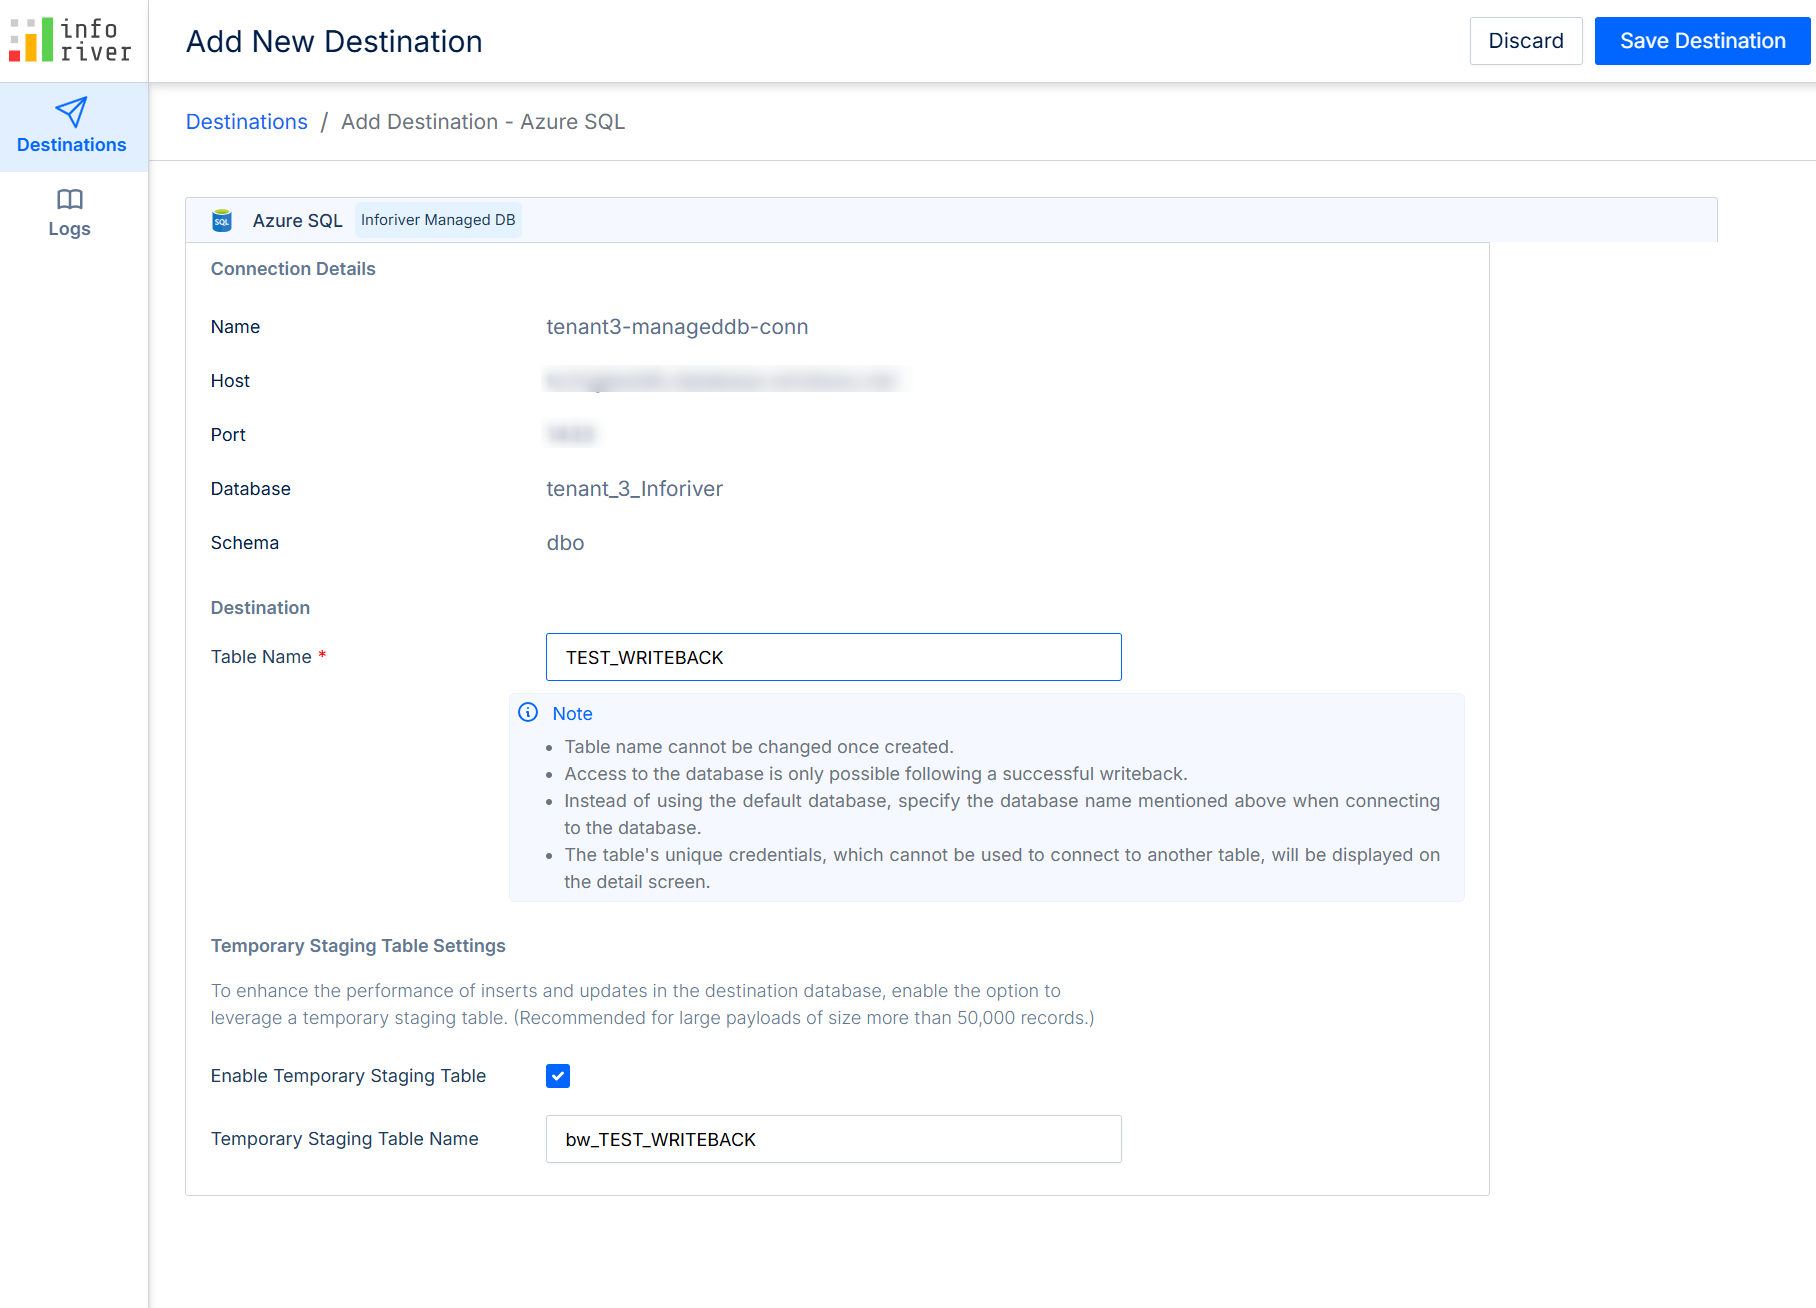 info
river
Add New Destination
Discard
Save Destination
Destinations
Logs
Destinations / Add Destination - Azure SQL
SQL
Azure SQL
Inforiver Managed DB
Connection Details
Name
tenant3-manageddb-conn
Host
Port
Database
tenant_3_Inforiver
Schema
dbo
Destination
Table Name *
TEST_WRITEBACK
Note
• Table name cannot be changed once created.
• Access to the database is only possible following a successful writeback.
• Instead of using the default database, specify the database name mentioned above when connecting
to the database.
• The table's unique credentials, which cannot be used to connect to another table, will be displayed on
the detail screen.
Temporary Staging Table Settings
To enhance the performance of inserts and updates in the destination database, enable the option to
leverage a temporary staging table. (Recommended for large payloads of size more than 50,000 records.)
Enable Temporary Staging Table
Temporary Staging Table Name
bw_TEST_WRITEBACK